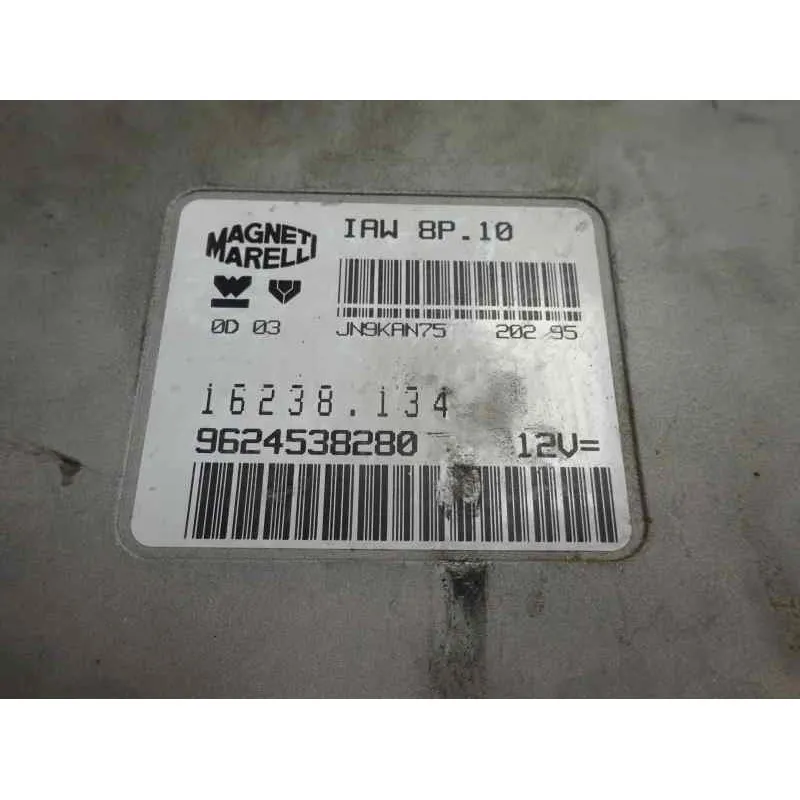 MAGNETI
MARELLI
IAW 8P.10
0D 03
JN9KAN75 202 95
16238.134
9624538280 12V=